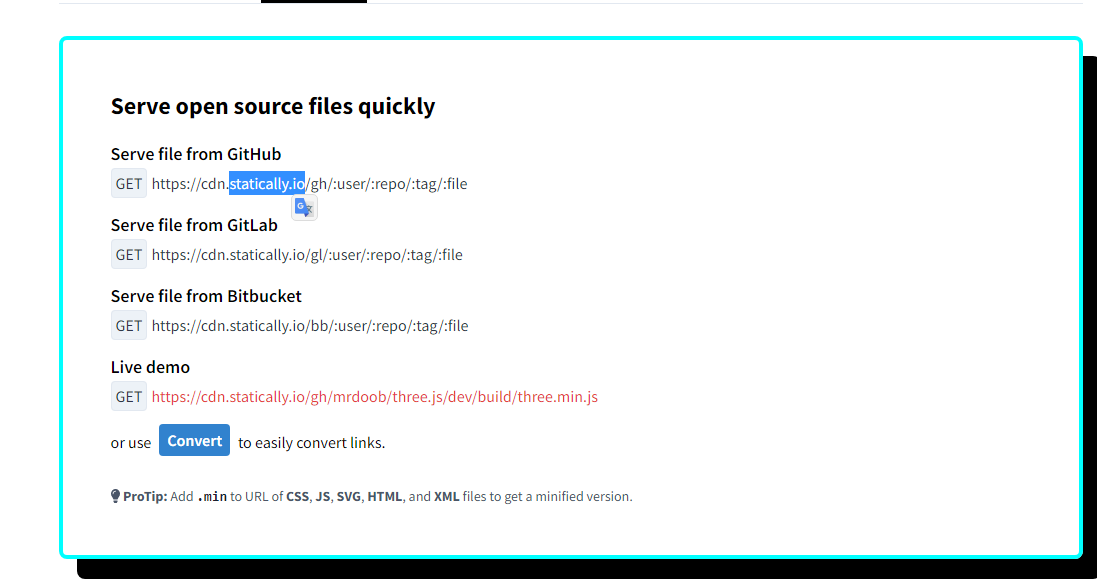 Serve open source files quickly
Serve file from GitHub
GET https://cdn.statically.io/gh/:user/:repo/:tag/:file
Serve file from GitLab
GET https://cdn.statically.io/gl/:user/:repo/:tag/:file
Serve file from Bitbucket
GET https://cdn.statically.io/bb/:user/:repo/:tag/:file
Live demo
GET https://cdn.statically.io/gh/mrdoob/three.js/dev/build/three.min.js
or use Convert to easily convert links.
ProTip: Add .min to URL of CSS, JS, SVG, HTML, and XML files to get a minified version.